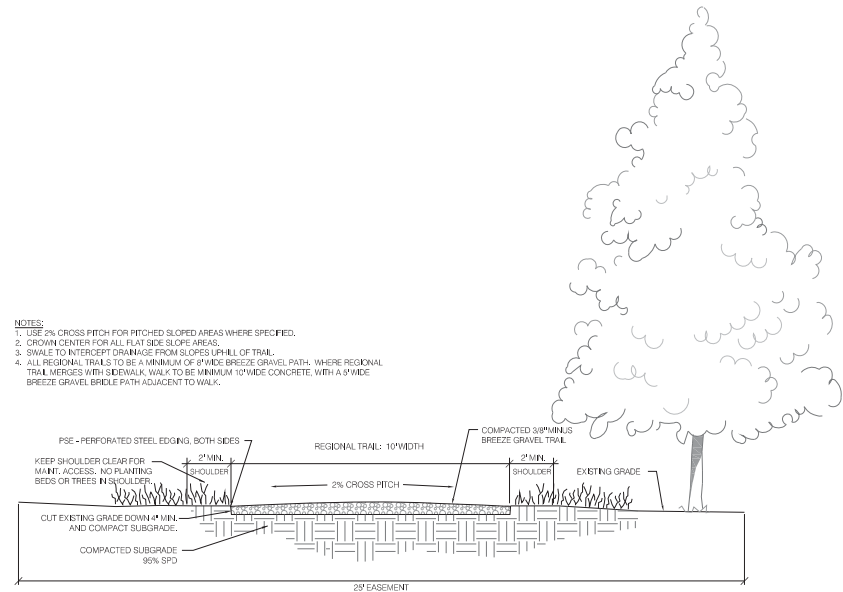 NOTES:
1. USE 2% CROSS PITCH FOR PITCHED SLOPED AREAS WHERE SPECIFIED.
2. CROWN CENTER FOR ALL FLAT SIDE SLOPE AREAS.
3. SWALE TO INTERCEPT DRAINAGE FROM SLOPES UPHILL OF TRAIL.
4. ALL REGIONAL TRAILS TO BE A MINIMUM OF 8' WIDE BREEZE GRAVEL PATH. WHERE REGIONAL
TRAIL MERGES WITH SIDEWALK, WALK TO BE MINIMUM 10' WIDE CONCRETE, WITH A 5' WIDE
BREEZE GRAVEL BRIDLE PATH ADJACENT TO WALK.
PSE - PERFORATED STEEL EDGING, BOTH SIDES
REGIONAL TRAIL: 10' WIDTH
COMPACTED 3/8" MINUS
BREEZE GRAVEL TRAIL
KEEP SHOULDER CLEAR FOR
MAINT. ACCESS. NO PLANTING
BEDS OR TREES IN SHOULDER.
2' MIN.
SHOULDER
2' MIN.
SHOULDER
EXISTING GRADE
2% CROSS PITCH
CUT EXISTING GRADE DOWN 4" MIN.
AND COMPACT SUBGRADE.
COMPACTED SUBGRADE
95% SPD
25' EASEMENT